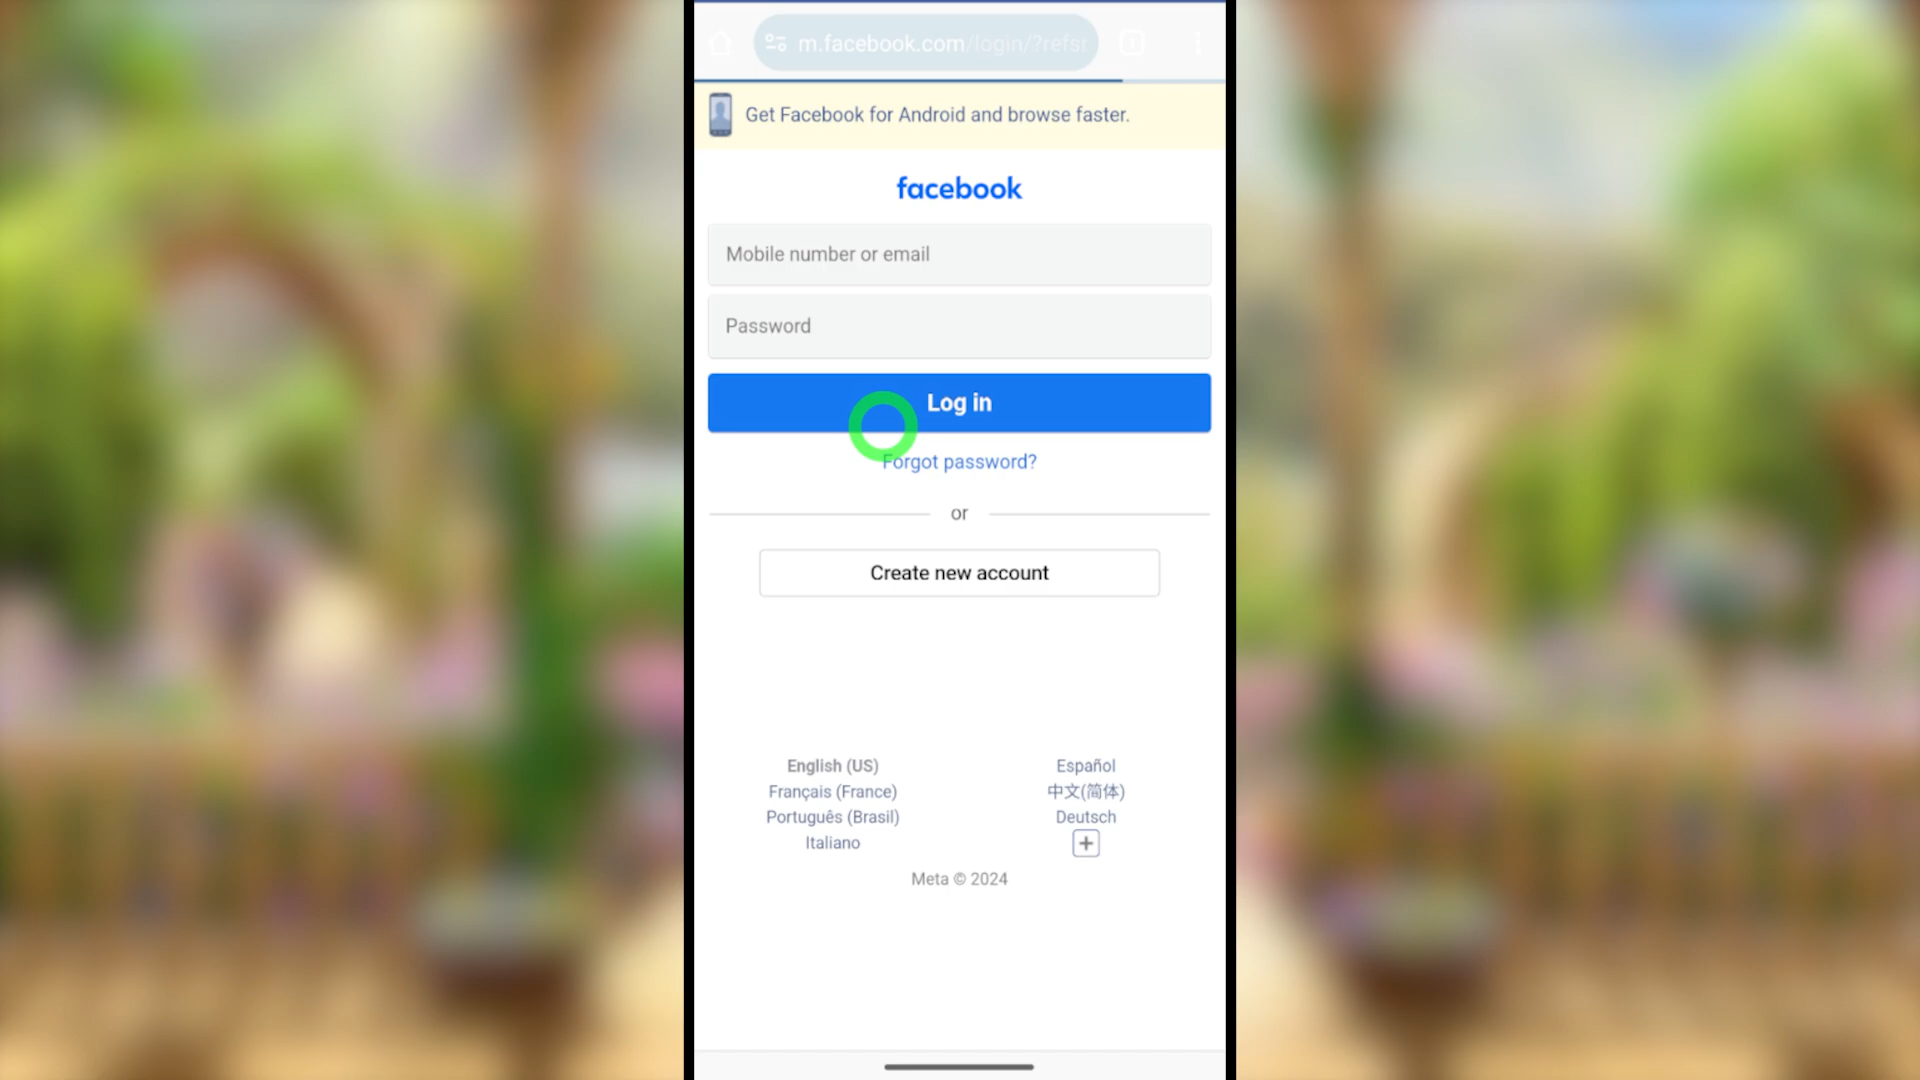 m.facebook.com/login/?refsr
Get Facebook for Android and browse faster.
facebook
Mobile number or email
Password
Log in
Forgot password?
or
Create new account
English (US)
Español
Français (France)
中文(简体)
Português (Brasil)
Deutsch
Italiano
+
Meta © 2024